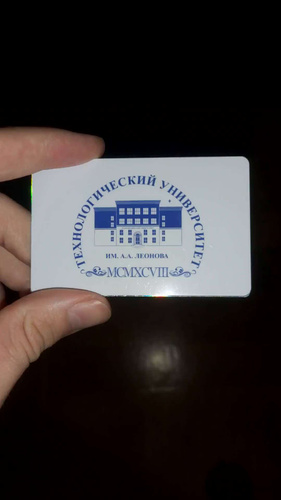 ТЕХНОЛОГИЧЕСКИЙ УНИВЕРСИТЕТ
ИМ. А.А. ЛЕОНОВА
MCMXCVIII